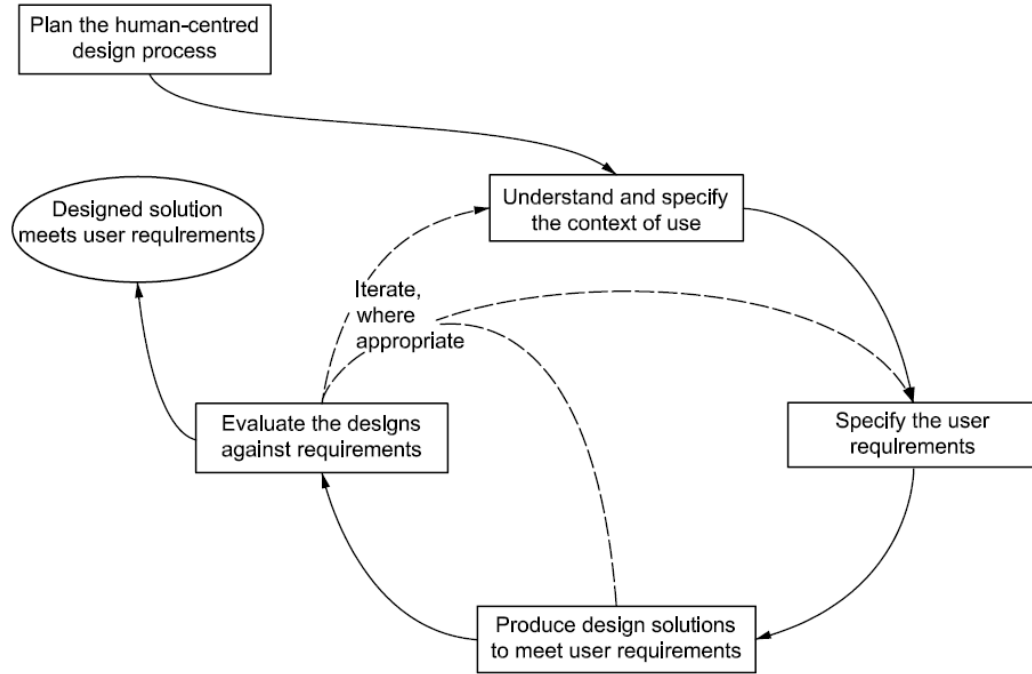 Plan the human-centred
design process
Understand and specify
the context of use
Designed solution
meets user requirements
Iterate,
where
appropriate
Evaluate the designs
against requirements
Specify the user
requirements
Produce design solutions
to meet user requirements